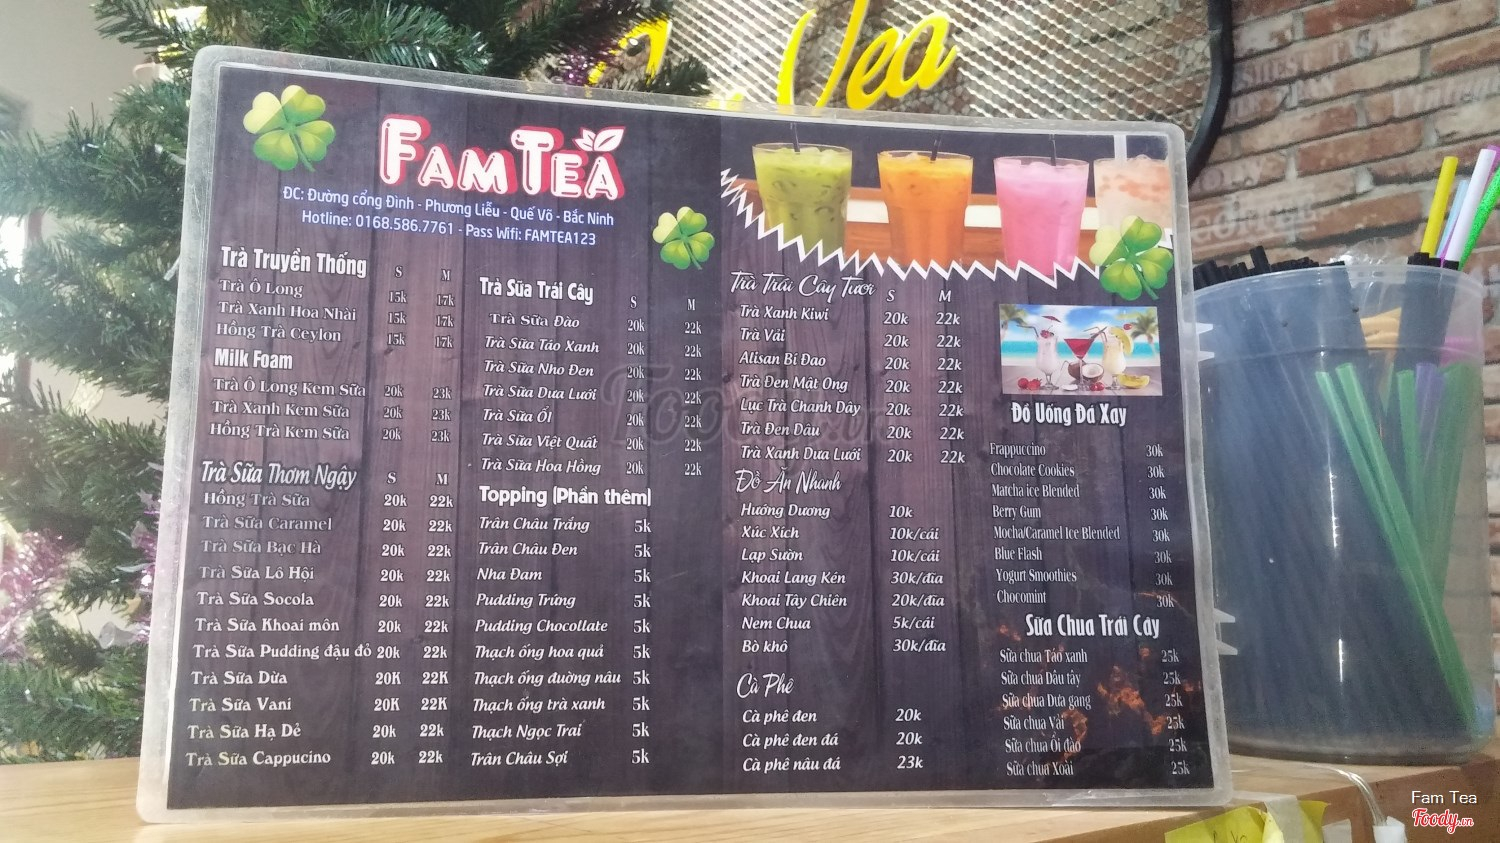 Tea
FAMTEA
ĐC: Đường cổng Đình - Phương Liễu - Quế Võ - Bắc Ninh
Hotline: 0168.586.7761 - Pass Wifi: FAMTEA123
Trà Truyền Thống S M
Trà Ô Long 15k 17k
Trà Xanh Hoa Nhài 15k 17k
Hồng Trà Ceylon 15k 17k
Milk Foam
Trà Ô Long Kem Sữa 20k 23k
Trà Xanh Kem Sữa 20k 23k
Hồng Trà Kem Sữa 20k 23k
Trà Sữa Thơm Ngậy S M
Hồng Trà Sữa 20k 22k
Trà Sữa Caramel 20k 22k
Trà Sữa Bạc Hà 20k 22k
Trà Sữa Lô Hội 20k 22k
Trà Sữa Socola 20k 22k
Trà Sữa Khoai môn 20k 22k
Trà Sữa Pudding đậu đỏ 20k 22k
Trà Sữa Dừa 20K 22K
Trà Sữa Vani 20K 22K
Trà Sữa Hạ Dẻ 20k 22k
Trà Sữa Cappucino 20k 22k
Trà Sữa Trái Cây S M
Trà Sữa Đào 20k 22k
Trà Sữa Táo Xanh 20k 22k
Trà Sữa Nho Đen 20k 22k
Trà Sữa Dưa Lưới 20k 22k
Trà Sữa Ổi 20k 22k
Trà Sữa Việt Quất 20k 22k
Trà Sữa Hoa Hồng 20k 22k
Topping (Phần thêm)
Trân Châu Trắng 5k
Trân Châu Đen 5k
Nha Đam 5k
Pudding Trứng 5k
Pudding Chocollate 5k
Thạch ống hoa quả 5k
Thạch ống đường nâu 5k
Thạch ống trà xanh 5k
Thạch Ngọc Trai 5k
Trân Châu Sợi 5k
Trà Trái Cây Tươi S M
Trà Xanh Kiwi 20k 22k
Trà Vải 20k 22k
Alisan Bí Đao 20k 22k
Trà Đen Mật Ong 20k 22k
Lục Trà Chanh Dây 20k 22k
Trà Đen Dâu 20k 22k
Trà Xanh Dưa Lưới 20k 22k
Đồ Ăn Nhanh
Hướng Dương 10k
Xúc Xích 10k/cái
Lạp Sườn 10k/cái
Khoai Lang Kén 30k/đĩa
Khoai Tây Chiên 20k/đĩa
Nem Chua 5k/cái
Bò khô 30k/đĩa
Cà Phê
Cà phê đen 20k
Cà phê đen đá 20k
Cà phê nâu đá 23k
Đồ Uống Đá Xay
Frappuccino 30k
Chocolate Cookies 30k
Matcha ice Blended 30k
Berry Gum 30k
Mocha/Caramel Ice Blended 30k
Blue Flash 30k
Yogurt Smoothies 30k
Chocomint 30k
Sữa Chua Trái Cây
Sữa chua Táo xanh 25k
Sữa chua Dâu tây 25k
Sữa chua Dưa gang 25k
Sữa chua Vải 25k
Sữa chua Ổi đào 25k
Sữa chua Xoài 25k
COFFEE
Foody.vn
Fam Tea
Foody.vn